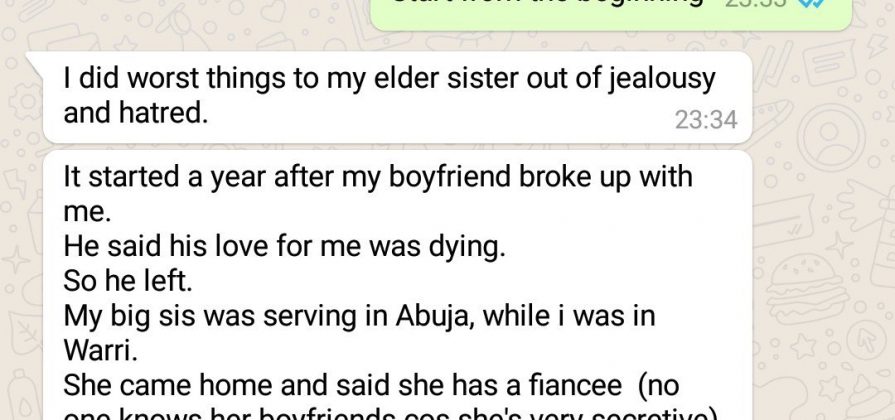 Start from the beginning 23:33
I did worst things to my elder sister out of jealousy
and hatred.
23:34
It started a year after my boyfriend broke up with
me.
He said his love for me was dying.
So he left.
My big sis was serving in Abuja, while i was in
Warri.
She came home and said she has a fiancee (no
one knows her boyfriends cos she's very secretive)